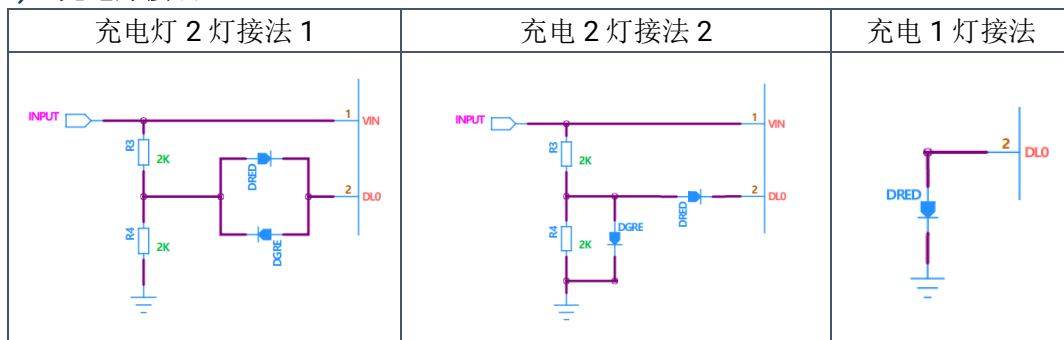 充电灯 2 灯接法 1
充电 2 灯接法 2
充电 1 灯接法
INPUT
1
VIN
R3
2K
DRED
2
DL0
R4
2K
DGRE
INPUT
1
VIN
R3
2K
2
DL0
DRED
R4
2K
DGRE
2
DL0
DRED